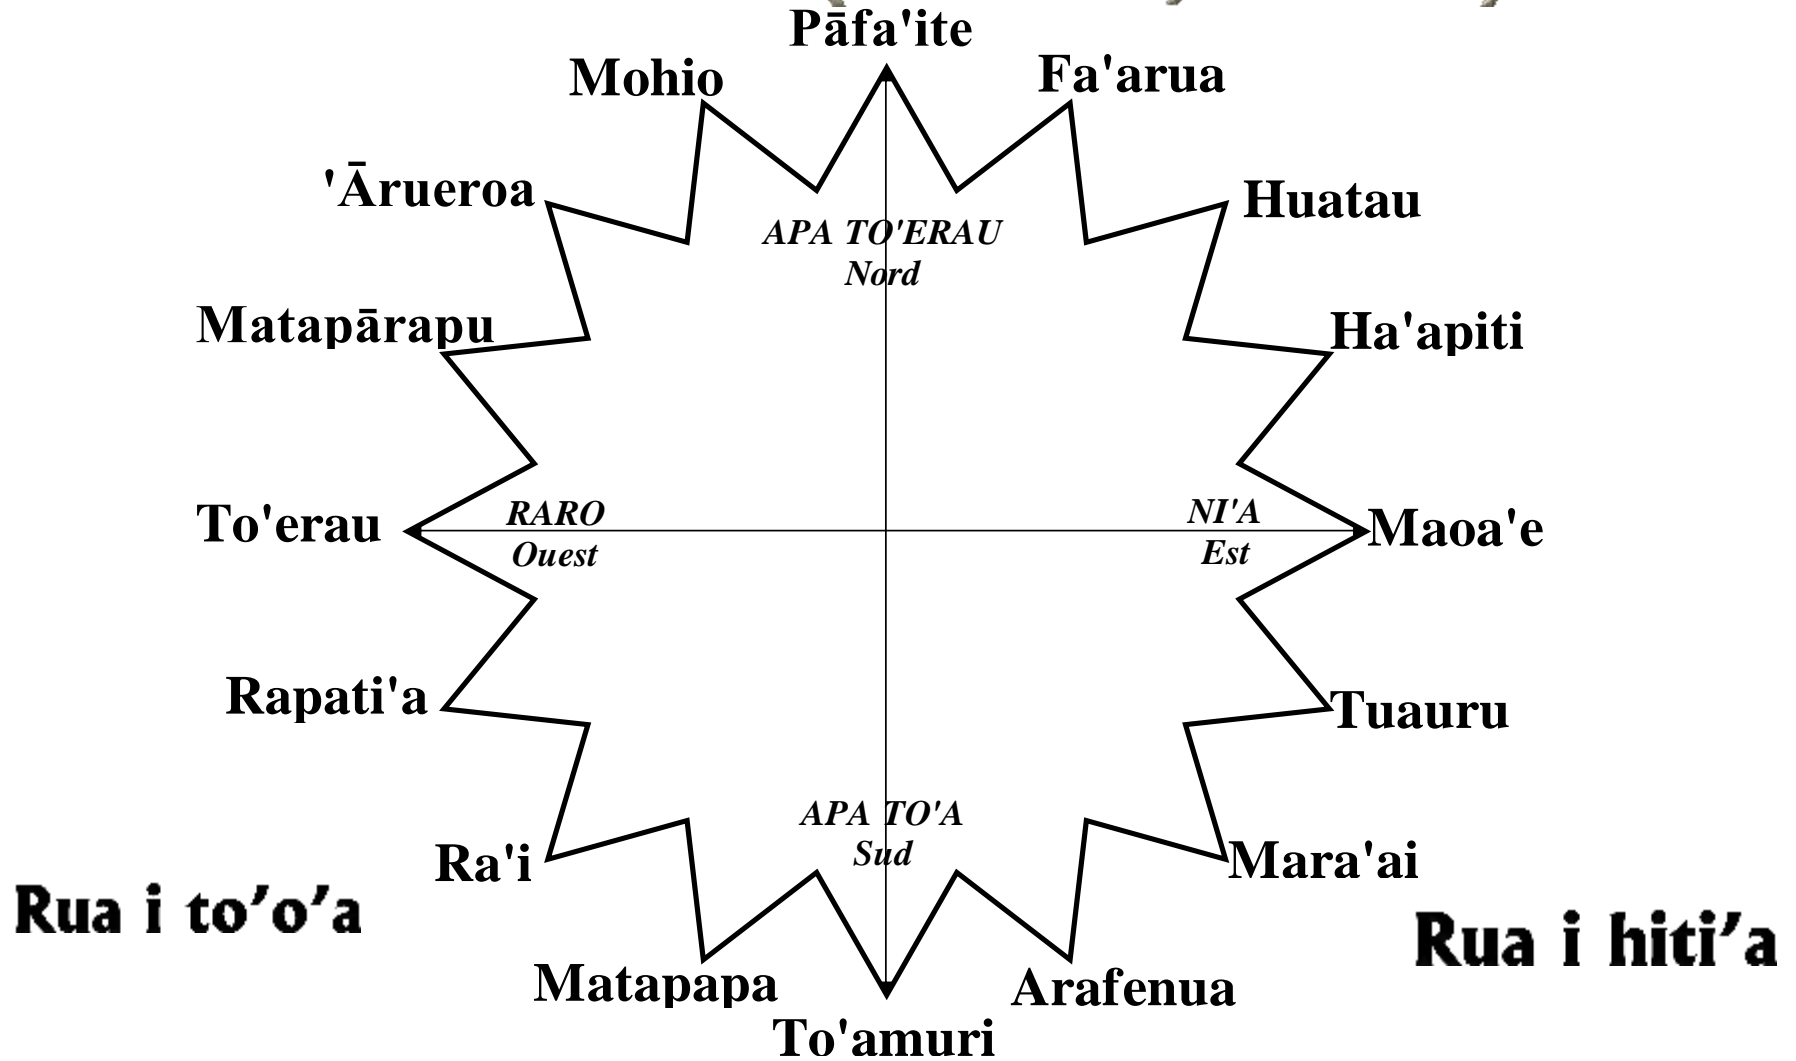 Pāfa'ite
Mohio
Fa'arua
'Ārueroa
Huatau
APA TO'ERAU
Nord
Matapārapu
Ha'apiti
To'erau
RARO
Ouest
NI'A
Est
Maoa'e
Rapati'a
Tuauru
APA TO'A
Sud
Ra'i
Mara'ai
Rua i to’o’a
Rua i hiti’a
Matapapa
Arafenua
To'amuri